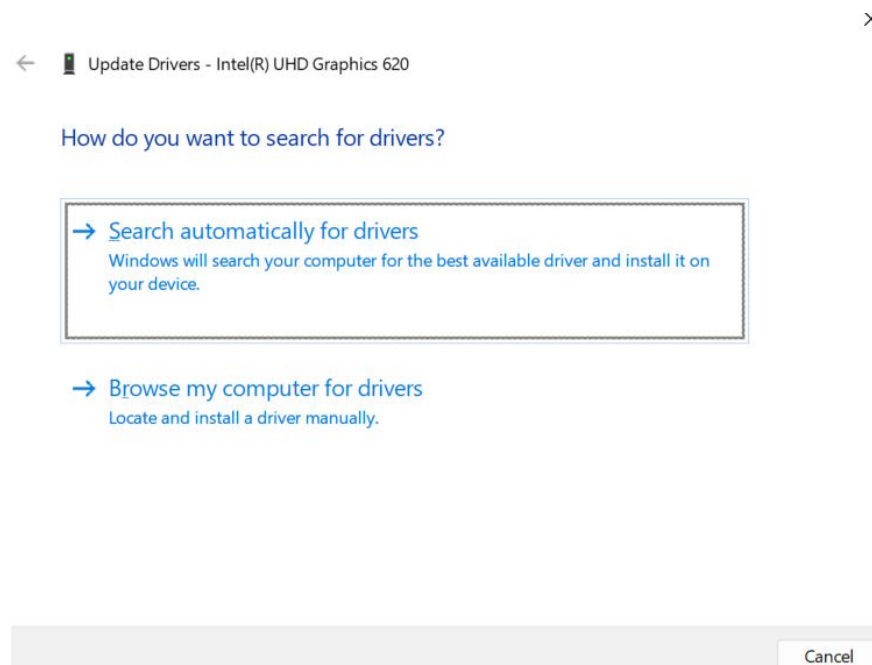 Update Drivers - Intel(R) UHD Graphics 620
How do you want to search for drivers?
Search automatically for drivers
Windows will search your computer for the best available driver and install it on
your device.
Browse my computer for drivers
Locate and install a driver manually.
Cancel